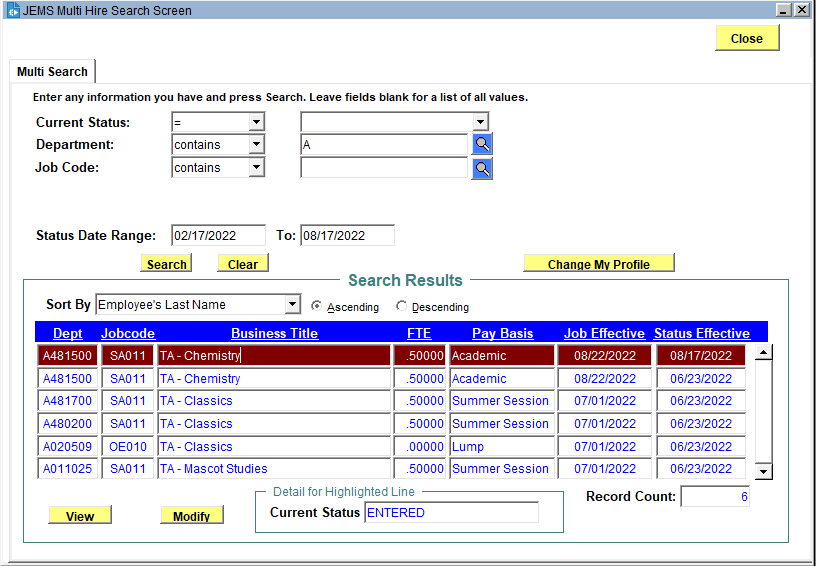 JEMS Multi Hire Search Screen
Close
Multi Search
Enter any information you have and press Search. Leave fields blank for a list of all values.
Current Status: =
Department: contains A
Job Code: contains
Status Date Range: 02/17/2022 To: 08/17/2022
Search Clear Change My Profile
Search Results
Sort By Employee's Last Name Ascending Descending
Dept Jobcode Business Title FTE Pay Basis Job Effective Status Effective
A481500 SA011 TA - Chemistry .50000 Academic 08/22/2022 08/17/2022
A481500 SA011 TA - Chemistry .50000 Academic 08/22/2022 06/23/2022
A481700 SA011 TA - Classics .50000 Summer Session 07/01/2022 06/23/2022
A480200 SA011 TA - Classics .50000 Summer Session 07/01/2022 06/23/2022
A020509 OE010 TA - Classics .00000 Lump 07/01/2022 06/23/2022
A011025 SA011 TA - Mascot Studies .50000 Summer Session 07/01/2022 06/23/2022
Detail for Highlighted Line
Record Count: 6
View Modify Current Status ENTERED